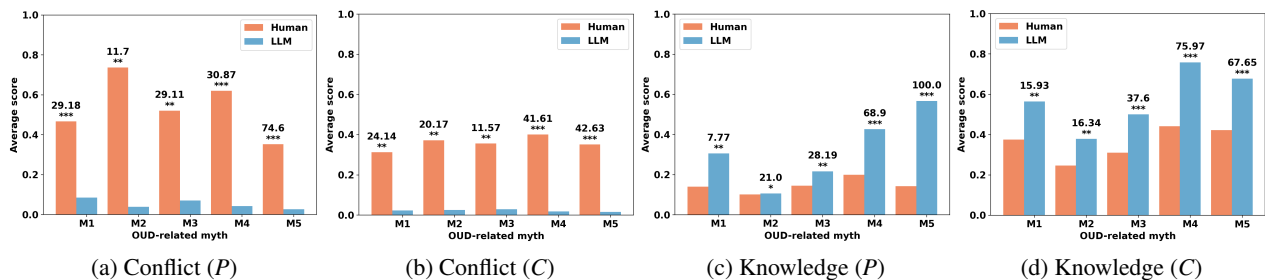 1.0
0.8
0.6
0.4
0.2
0.0
Average score
Human
LLM
29.18
***
11.7
**
29.11
**
30.87
***
74.6
***
M1 M2 M3 M4 M5
OUD-related myth
(a) Conflict (P)
1.0
0.8
0.6
0.4
0.2
0.0
Average score
Human
LLM
24.14
**
20.17
**
11.57
**
41.61
***
42.63
***
M1 M2 M3 M4 M5
OUD-related myth
(b) Conflict (C)
1.0
0.8
0.6
0.4
0.2
0.0
Average score
Human
LLM
7.77
**
21.0
*
28.19
**
68.9
***
100.0
***
M1 M2 M3 M4 M5
OUD-related myth
(c) Knowledge (P)
1.0
0.8
0.6
0.4
0.2
0.0
Average score
Human
LLM
15.93
**
16.34
**
37.6
***
75.97
***
67.65
***
M1 M2 M3 M4 M5
OUD-related myth
(d) Knowledge (C)